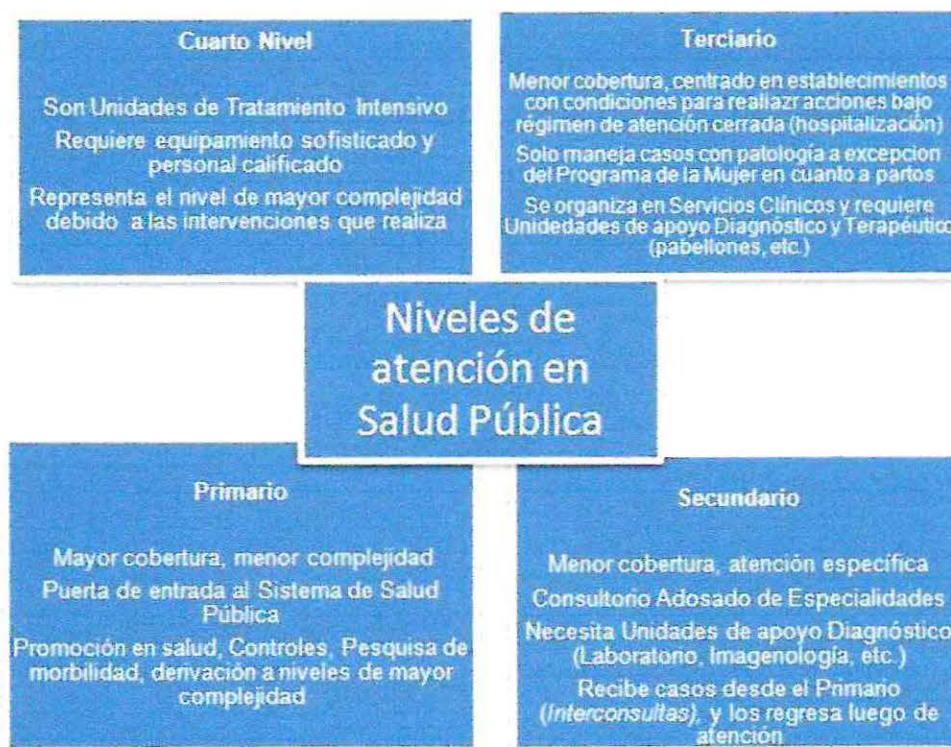 Cuarto Nivel
Son Unidades de Tratamiento Intensivo
Requiere equipamiento sofisticado y
personal calificado
Representa el nivel de mayor complejidad
debido a las intervenciones que realiza
Terciario
Menor cobertura, centrado en establecimientos
con condiciones para realiazr acciones bajo
régimen de atención cerrada (hospitalización)
Solo maneja casos con patología a excepcion
del Programa de la Mujer en cuanto a partos
Se organiza en Servicios Clínicos y requiere
Unidedades de apoyo Diagnóstico y Terapéutico
(pabellones, etc.)
Niveles de
atención en
Salud Pública
Primario
Mayor cobertura, menor complejidad
Puerta de entrada al Sistema de Salud
Pública
Promoción en salud, Controles, Pesquisa de
morbilidad, derivación a niveles de mayor
complejidad
Secundario
Menor cobertura, atención específica
Consultorio Adosado de Especialidades
Necesita Unidades de apoyo Diagnóstico
(Laboratorio, Imagenología, etc.)
Recibe casos desde el Primario
(Interconsultas), y los regresa luego de
atención